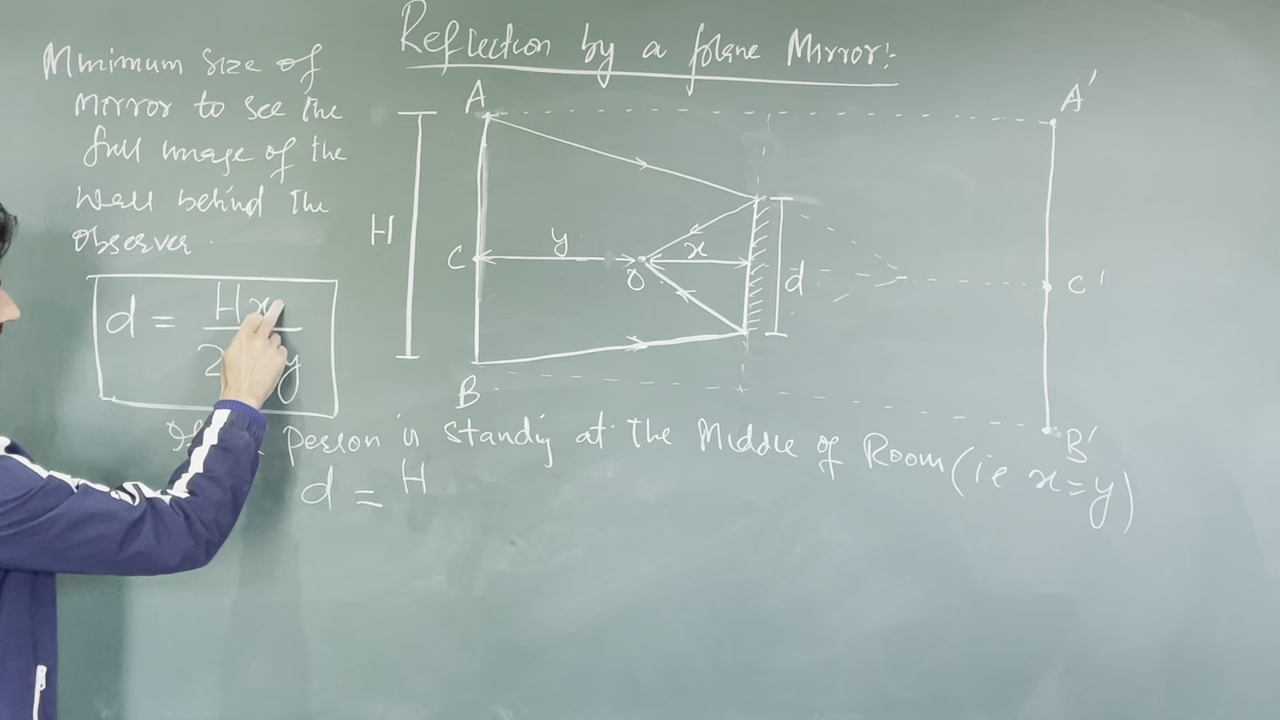 Reflection by a plane Mirror:
Minimum size of
mirror to see the
full image of the
wall behind the
observer.
d = Hx
2 y
A
A'
H
y
x
C
O
d
C'
B
B'
person is standing at the Middle of Room (ie x=y)
d = H